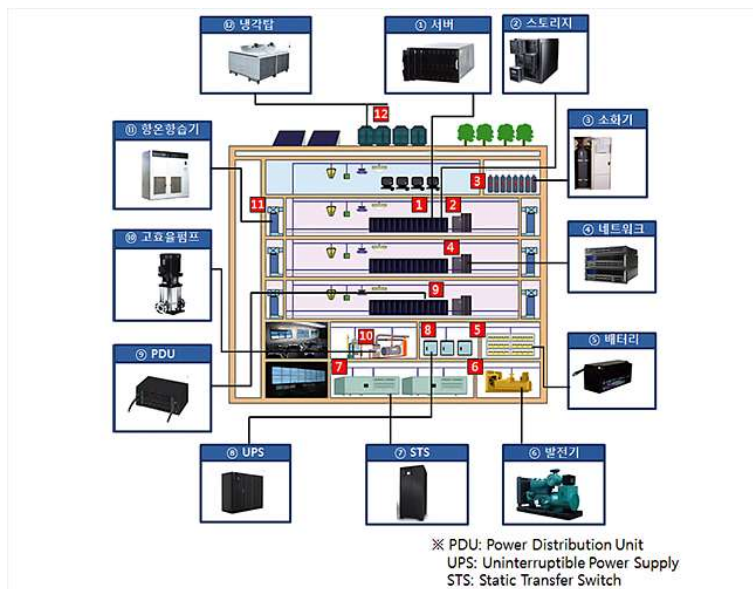 ⑫ 냉각탑
① 서버
② 스토리지
12
⑪ 항온항습기
③ 소화기
3
11
1
2
⑩ 고효율펌프
4
④ 네트워크
9
⑨ PDU
10
8
5
⑤ 배터리
7
6
⑧ UPS
⑦ STS
⑥ 발전기
※ PDU: Power Distribution Unit
UPS: Uninterruptible Power Supply
STS: Static Transfer Switch